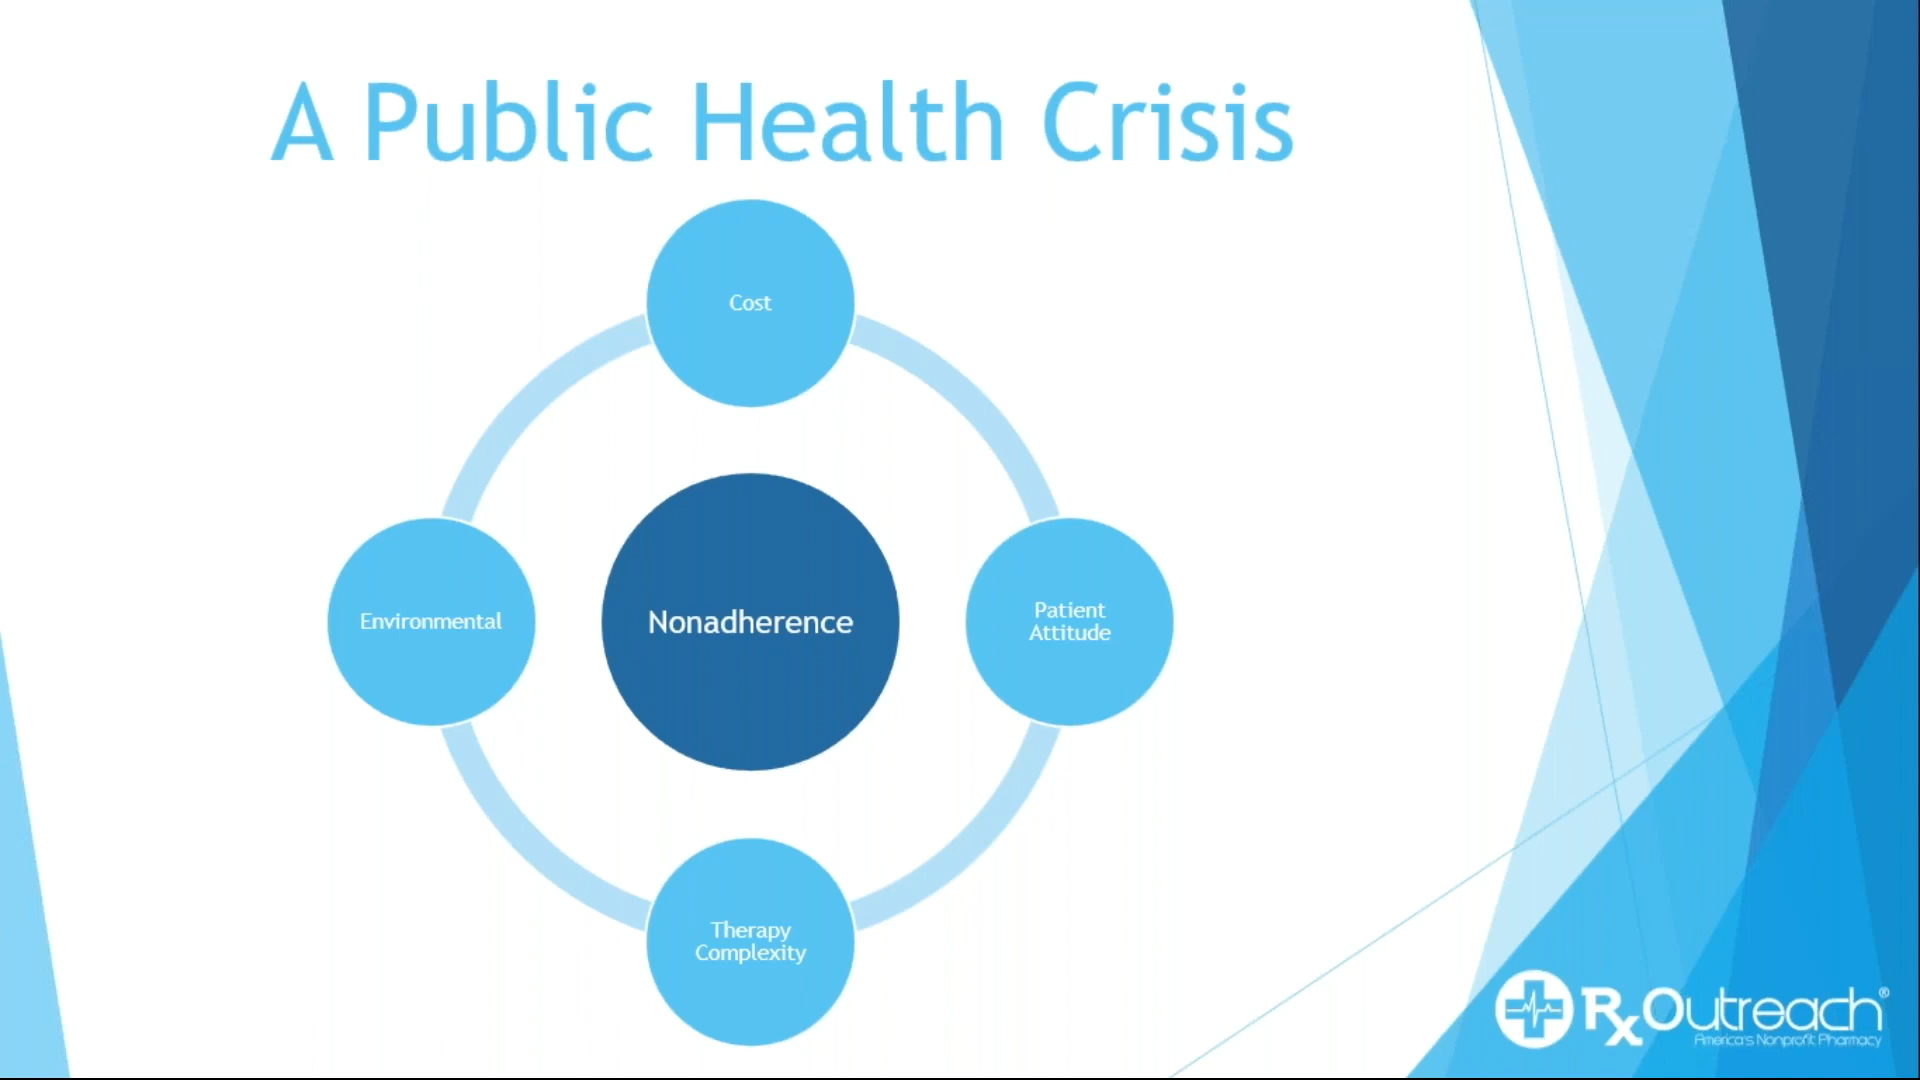 A Public Health Crisis
Cost
Environmental
Nonadherence
Patient
Attitude
Therapy
Complexity
RxOutreach®
America's Nonprofit Pharmacy